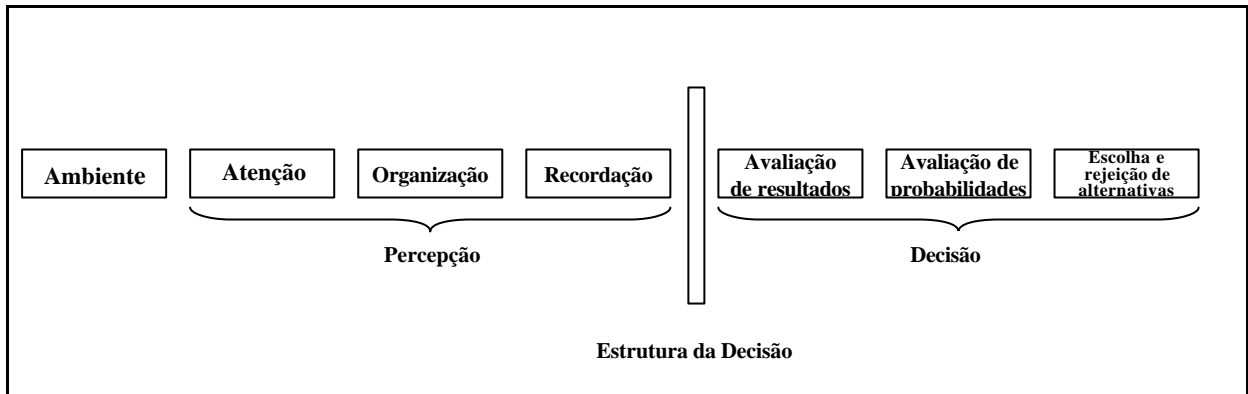 Ambiente
Atenção
Organização
Recordação
Avaliação
de resultados
Avaliação de
probabilidades
Escolha e
rejeição de
alternativas
Percepção
Decisão
Estrutura da Decisão